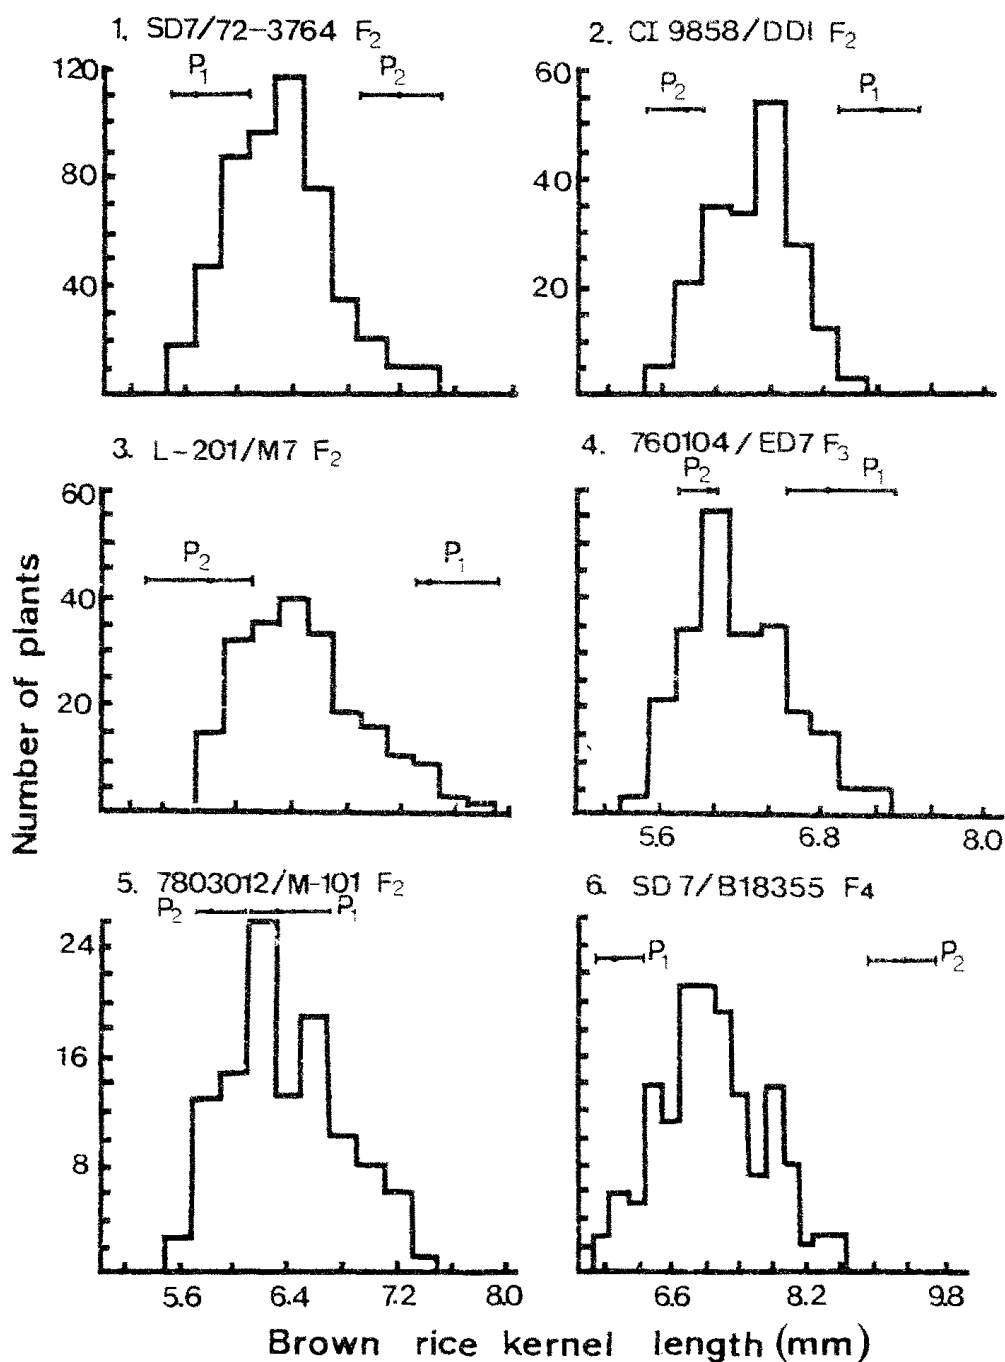 1. SD7/72-3764 F₂
120
80
40
P₁
P₂
2. CI 9858/DD1 F₂
60
40
20
P₂
P₁
3. L-201/M7 F₂
60
40
20
P₂
P₁
4. 760104/ED7 F₃
P₂
P₁
5.6 6.8 8.0
5. 7803012/M-101 F₂
P₂ P₁
24
16
8
5.6 6.4 7.2 8.0
6. SD 7/B18355 F₄
P₁ P₂
6.6 8.2 9.8
Number of plants
Brown rice kernel length (mm)